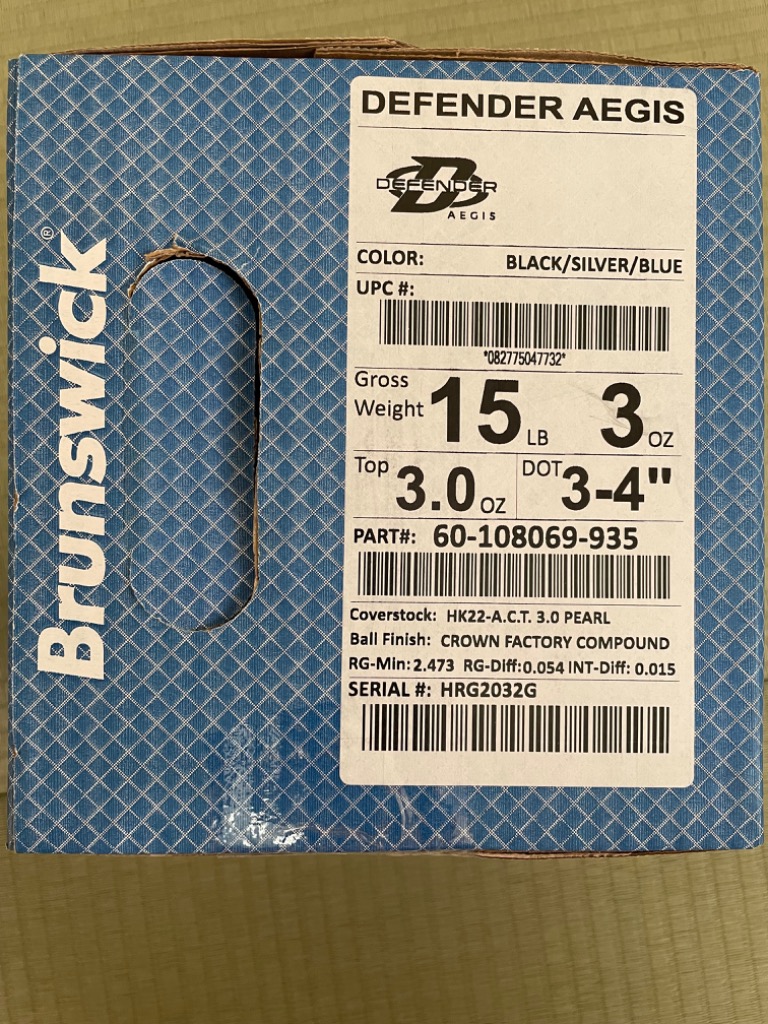 Brunswick®
DEFENDER AEGIS
D
DEFENDER
AEGIS
COLOR: BLACK/SILVER/BLUE
UPC #:
*082775047732*
Gross Weight 15 LB 3 OZ
Top 3.0 OZ DOT 3-4"
PART#: 60-108069-935
Coverstock: HK22-A.C.T. 3.0 PEARL
Ball Finish: CROWN FACTORY COMPOUND
RG-Min: 2.473 RG-Diff:0.054 INT-Diff: 0.015
SERIAL #: HRG2032G